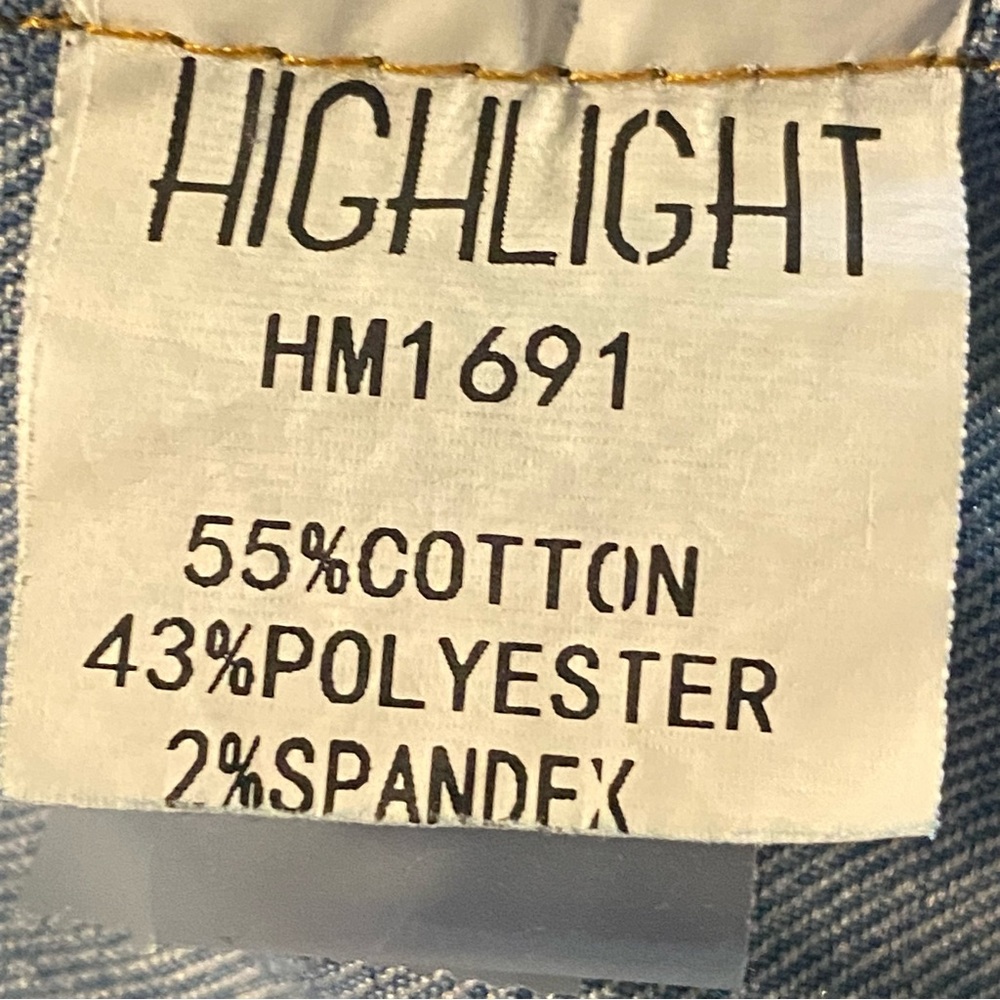 HIGHLIGHT
HM1691
55%COTTON
43%POLYESTER
2%SPANDEX